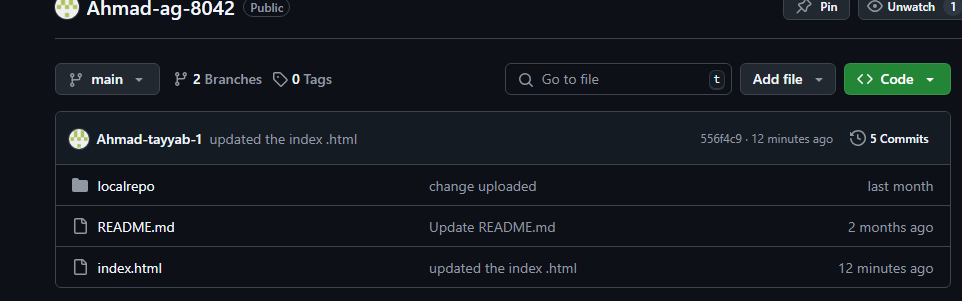 Ahmad-ag-8042 Public Pin Unwatch 1
main 2 Branches 0 Tags Go to file t Add file Code
Ahmad-tayyab-1 updated the index .html 556f4c9 · 12 minutes ago 5 Commits
localrepo change uploaded last month
README.md Update README.md 2 months ago
index.html updated the index .html 12 minutes ago